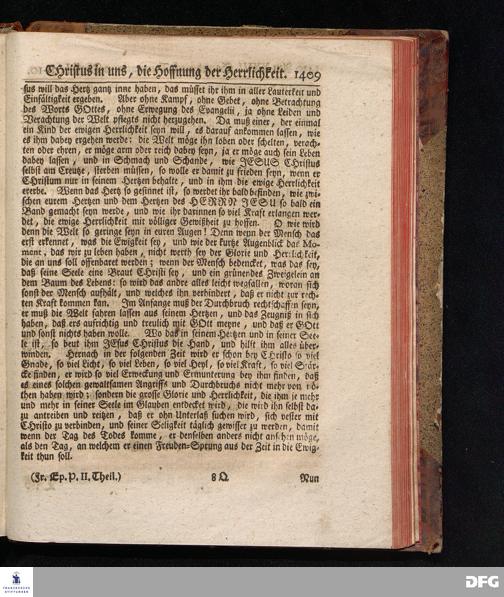 CHristus in uns, die Hoffnung der Herrlichkeit. 1409
sus will das Hertz gantz inne haben, das müsset ihr ihm in aller Lauterkeit und
Einfältigkeit ergeben. Aber ohne Kampf, ohne Gebet, ohne Betrachtung
des Worts GOttes, ohne Erwegung des Evangelii, ja ohne Leiden und
Verachtung der Welt pflegts nicht herzugehen. Da muß einer, der einmal
ein Kind der ewigen Herrlichkeit seyn will, es darauf ankommen lassen, wie
es ihm dabey ergehen werde; die Welt möge ihn loben oder schelten, verach-
ten oder ehren, er möge arm oder reich dabey seyn, ja er möge auch sein Leben
dabey lassen, und in Schmach und Schande, wie JESUS CHristus
selbst am Creutze, sterben müssen, so wolle er damit zu frieden seyn, wenn er
CHristum nur in seinem Hertzen behalte, und in ihm die ewige Herrlichkeit
ererbe. Wenn das Hertz so gesinnet ist, so werdet ihr bald befinden, wie zwi-
schen eurem Hertzen und dem Hertzen des HERRN JESU so bald ein
Band gemacht seyn werde, und wie ihr darinnen so viel Kraft erlangen wer-
det, die ewige Herrlichkeit mit völliger Gewißheit zu hoffen. O wie wird
denn die Welt so geringe seyn in euren Augen! Denn wenn der Mensch das
erst erkennet, was die Ewigkeit sey, und wie der kurtze Augenblick das Mo-
ment, das wir zu leben haben, nicht werth sey der Glorie und Herrlichkeit,
die an uns soll offenbaret werden; wenn der Mensch bedencket, was das sey,
daß seine Seele eine Braut Christi sey, und ein grünendes Zweigelein an
dem Baum des Lebens: so wird das andre alles leicht wegfallen, woran sich
sonst der Mensch aufhält, und welches ihn verhindert, daß er nicht zur rech-
ten Kraft kommen kan. Im Anfange muß der Durchbruch rechtschaffen seyn,
er muß die Welt fahren lassen aus seinem Hertzen, und das Zeugniß in sich
haben, daß ers aufrichtig und treulich mit GOtt meyne, und daß er GOtt
und sonst nichts haben wolle. Wo das in seinem Hertzen und in seiner See-
le ist, so beut ihm JEsus CHristus die Hand, und hilft ihm alles über-
winden. Hernach in der folgenden Zeit wird er schon bey CHristo so viel
Gnade, so viel Licht, so viel Leben, so viel Heyl, so viel Kraft, so viel Stär-
cke finden, er wird so viel Erweckung und Ermunterung bey ihm finden, daß
es eines solchen gewaltsamen Angriffs und Durchbruchs nicht mehr von nö-
then haben wird; sondern die grosse Glorie und Herrlichkeit, die ihm je mehr
und mehr in seiner Seele im Glauben entdecket wird, die wird ihn selbst da-
zu antreiben und reitzen, daß er ohn Unterlaß suchen wird, sich vester mit
CHristo zu verbinden, und seiner Seligkeit täglich gewisser zu werden, damit
wenn der Tag des Todes komme, er denselben anders nicht ansehen möge,
als den Tag, an welchem er einen Freuden-Sprung aus der Zeit in die Ewig-
keit thun soll.
(Fr. Ep. P. II. Theil.) 8 Q Nun
FRANCKESCHE
STIFTUNGEN
DFG